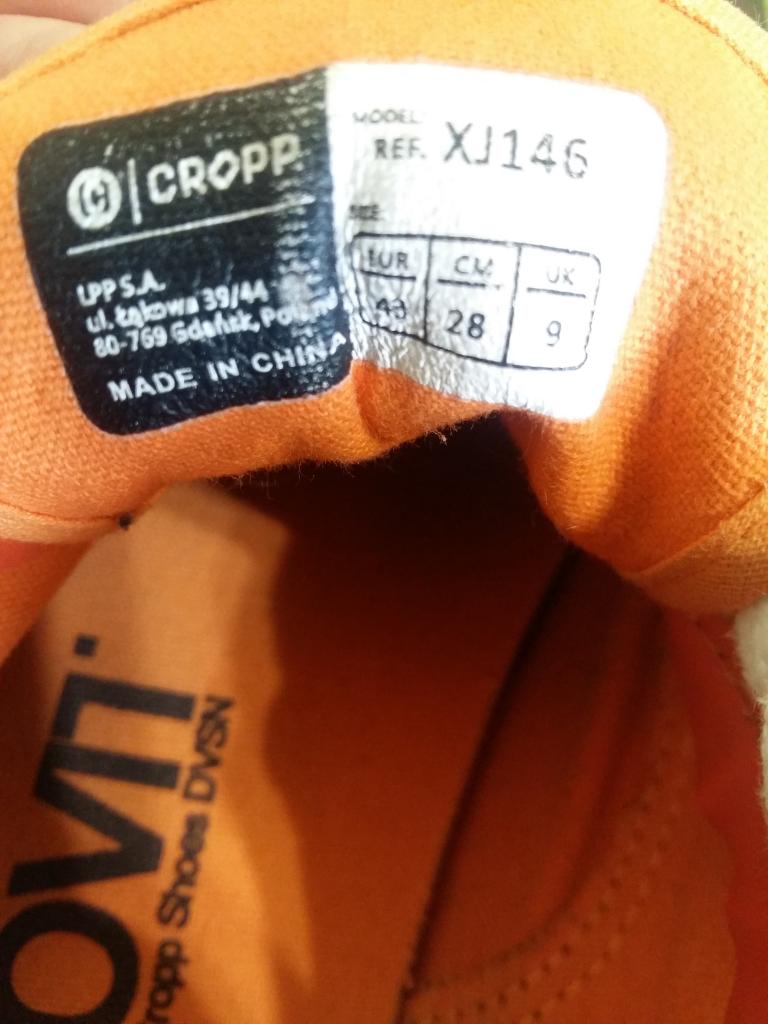 CROPP
LPP S.A.
ul. Łąkowa 39/44
80-769 Gdańsk, Poland
MADE IN CHINA
MODEL:
REF. XJ146
SIZE:
EUR CM UK
43 28 9
Cropp Shoes DVSN